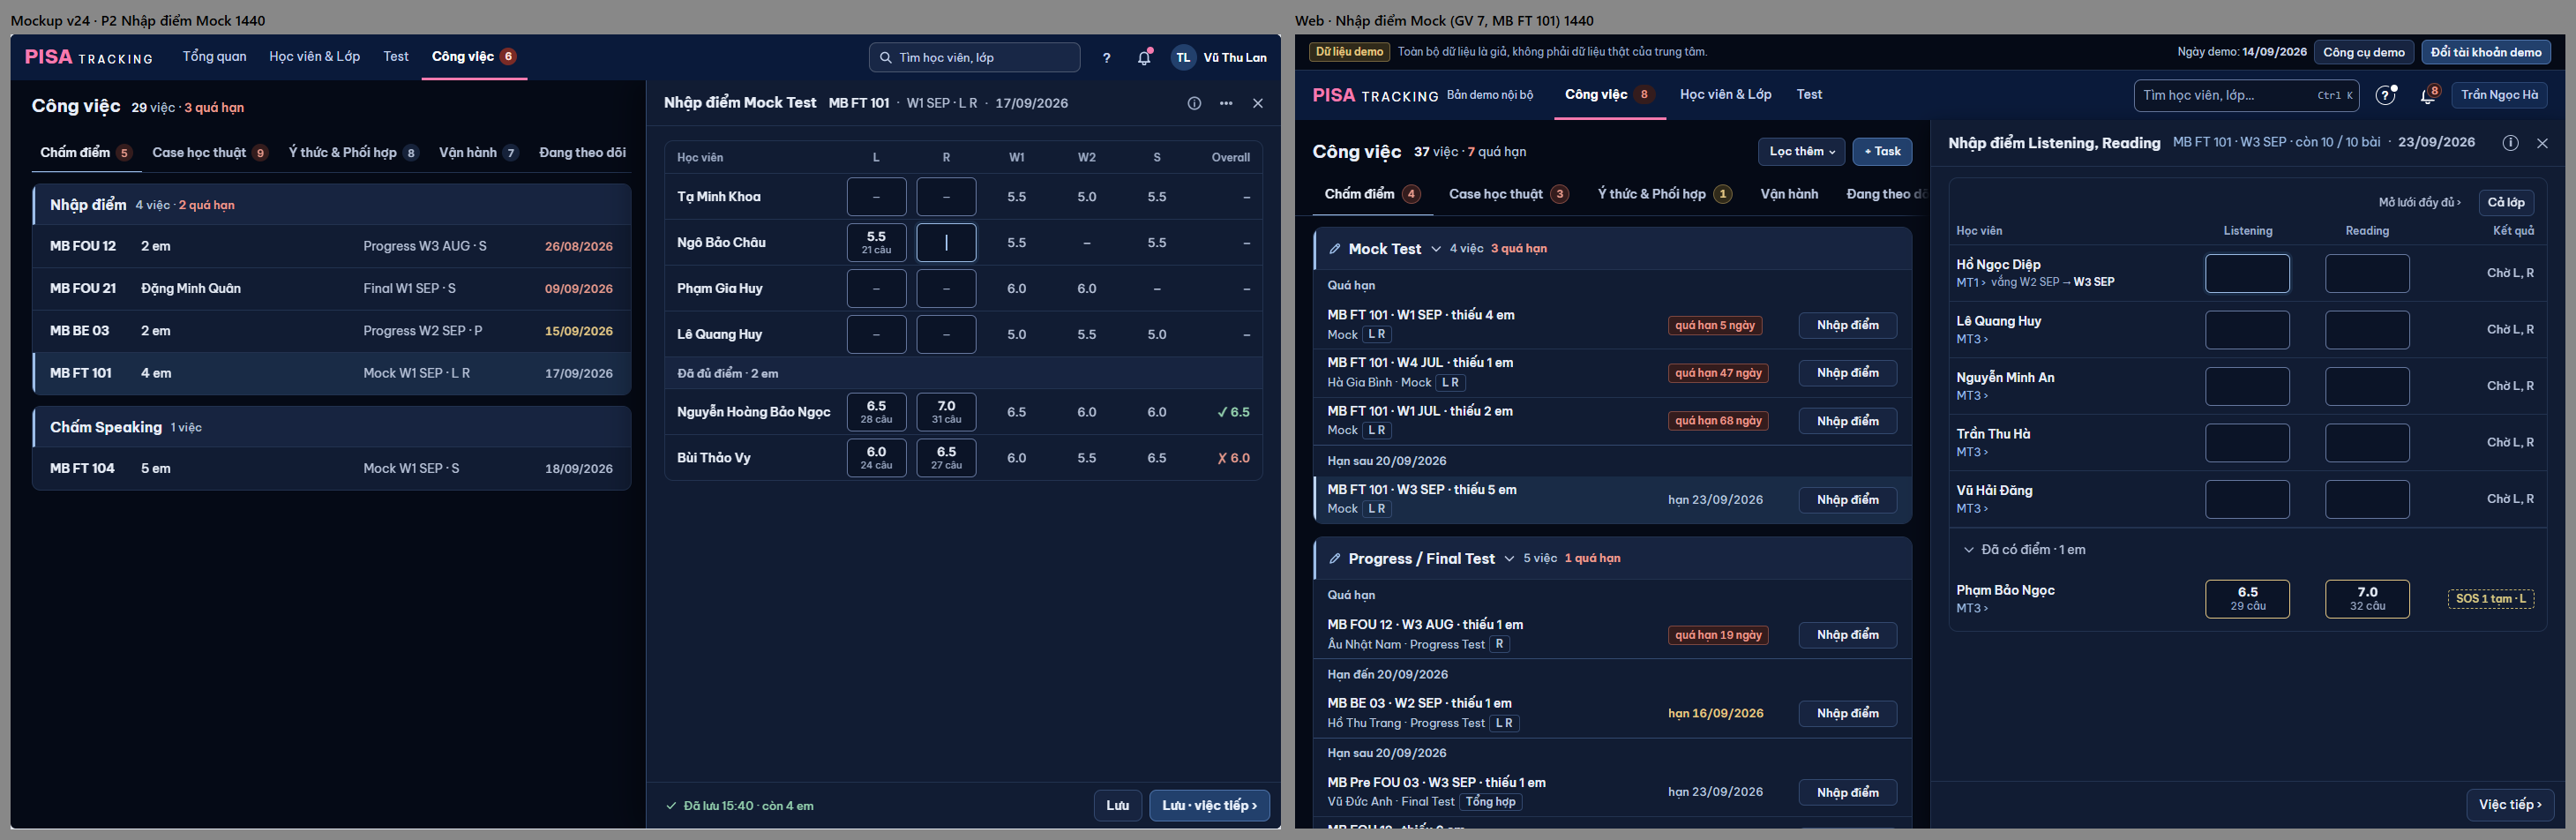 Mockup v24 · P2 Nhập điểm Mock 1440
PISA TRACKING Tổng quan Học viên & Lớp Test Công việc 6 Tìm học viên, lớp ? TL Vũ Thu Lan
Công việc 29 việc · 3 quá hạn
Chấm điểm 5 Case học thuật 9 Ý thức & Phối hợp 8 Vận hành 7 Đang theo dõi
Nhập điểm 4 việc · 2 quá hạn
MB FOU 12 2 em Progress W3 AUG · S 26/08/2026
MB FOU 21 Đặng Minh Quân Final W1 SEP · S 09/09/2026
MB BE 03 2 em Progress W2 SEP · P 15/09/2026
MB FT 101 4 em Mock W1 SEP · L R 17/09/2026
Chấm Speaking 1 việc
MB FT 104 5 em Mock W1 SEP · S 18/09/2026
Nhập điểm Mock Test MB FT 101 · W1 SEP · L R · 17/09/2026
Học viên L R W1 W2 S Overall
Tạ Minh Khoa – – 5.5 5.0 5.5 –
Ngô Bảo Châu 5.5 21 câu 5.5 – 5.5 –
Phạm Gia Huy – – 6.0 6.0 – –
Lê Quang Huy – – 5.0 5.5 5.0 –
Đã đủ điểm · 2 em
Nguyễn Hoàng Bảo Ngọc 6.5 28 câu 7.0 31 câu 6.5 6.0 6.0 ✓ 6.5
Bùi Thảo Vy 6.0 24 câu 6.5 27 câu 6.0 5.5 6.5 ✗ 6.0
✓ Đã lưu 15:40 · còn 4 em Lưu Lưu · việc tiếp ›
Web · Nhập điểm Mock (GV 7, MB FT 101) 1440
Dữ liệu demo Toàn bộ dữ liệu là giả, không phải dữ liệu thật của trung tâm. Ngày demo: 14/09/2026 Công cụ demo Đổi tài khoản demo
PISA TRACKING Bản demo nội bộ Công việc 8 Học viên & Lớp Test Tìm học viên, lớp... Ctrl K ? 8 Trần Ngọc Hà
Công việc 37 việc · 7 quá hạn Lọc thêm + Task
Chấm điểm 4 Case học thuật 3 Ý thức & Phối hợp 1 Vận hành Đang theo dõ
Mock Test 4 việc 3 quá hạn
Quá hạn
MB FT 101 · W1 SEP · thiếu 4 em
Mock L R quá hạn 5 ngày Nhập điểm
MB FT 101 · W4 JUL · thiếu 1 em
Hà Gia Bình · Mock L R quá hạn 47 ngày Nhập điểm
MB FT 101 · W1 JUL · thiếu 2 em
Mock L R quá hạn 68 ngày Nhập điểm
Hạn sau 20/09/2026
MB FT 101 · W3 SEP · thiếu 5 em
Mock L R hạn 23/09/2026 Nhập điểm
Progress / Final Test 5 việc 1 quá hạn
Quá hạn
MB FOU 12 · W3 AUG · thiếu 1 em
Âu Nhật Nam · Progress Test R quá hạn 19 ngày Nhập điểm
Hạn đến 20/09/2026
MB BE 03 · W2 SEP · thiếu 1 em
Hồ Thu Trang · Progress Test L R hạn 16/09/2026 Nhập điểm
Hạn sau 20/09/2026
MB Pre FOU 03 · W3 SEP · thiếu 1 em
Vũ Đức Anh · Final Test Tổng hợp hạn 23/09/2026 Nhập điểm
Nhập điểm Listening, Reading MB FT 101 · W3 SEP · còn 10 / 10 bài · 23/09/2026
Mở lưới đầy đủ › Cả lớp
Học viên Listening Reading Kết quả
Hồ Ngọc Diệp
MT1 › vắng W2 SEP → W3 SEP Chờ L, R
Lê Quang Huy
MT3 › Chờ L, R
Nguyễn Minh An
MT3 › Chờ L, R
Trần Thu Hà
MT3 › Chờ L, R
Vũ Hải Đăng
MT3 › Chờ L, R
Đã có điểm · 1 em
Phạm Bảo Ngọc 6.5 7.0
MT3 › 29 câu 32 câu SOS 1 tạm · L
Việc tiếp ›